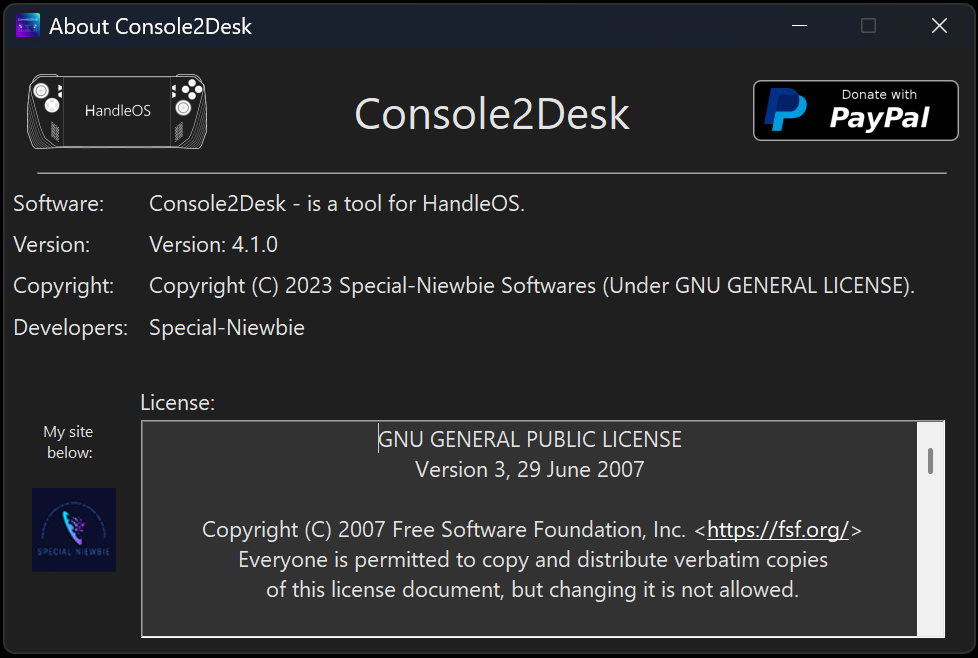 About Console2Desk
HandleOS
Console2Desk
Donate with
PayPal
Software: Console2Desk - is a tool for HandleOS.
Version: Version: 4.1.0
Copyright: Copyright (C) 2023 Special-Niewbie Softwares (Under GNU GENERAL LICENSE).
Developers: Special-Niewbie
License:
My site
below:
SPECIAL NIEWBIE
GNU GENERAL PUBLIC LICENSE
Version 3, 29 June 2007
Copyright (C) 2007 Free Software Foundation, Inc. <https://fsf.org/>
Everyone is permitted to copy and distribute verbatim copies
of this license document, but changing it is not allowed.